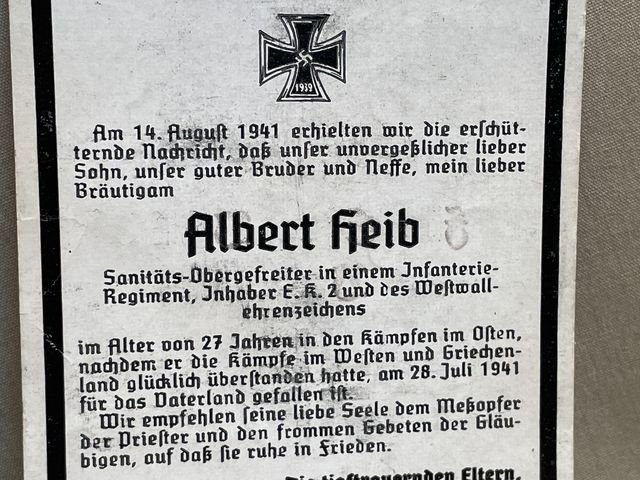 1939
Am 14. August 1941 erhielten wir die erschüt-
ternde Nachricht, daß unser unvergeßlicher lieber
Sohn, unser guter Bruder und Neffe, mein lieber
Bräutigam
Albert Heib
Sanitäts-Obergefreiter in einem Infanterie-
Regiment, Inhaber E. K. 2 und des Westwall-
ehrenzeichens
im Alter von 27 Jahren in den Kämpfen im Osten,
nachdem er die Kämpfe im Westen und Griechen-
land glücklich überstanden hatte, am 28. Juli 1941
für das Vaterland gefallen ist.
Wir empfehlen seine liebe Seele dem Meßopfer
der Priester und den frommen Gebeten der Gläu-
bigen, auf daß sie ruhe in Frieden.
Die tieftrauernden Eltern,